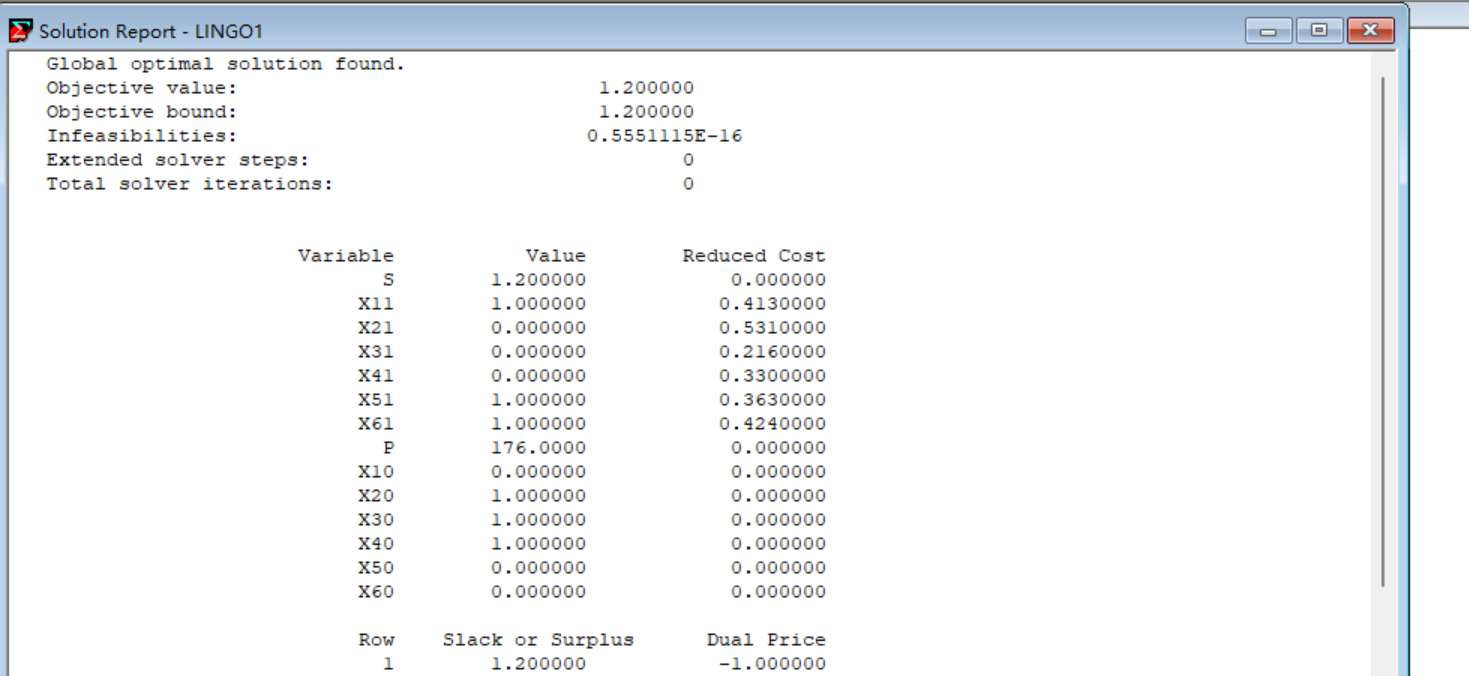 Solution Report - LINGO1
Global optimal solution found.
Objective value: 1.200000
Objective bound: 1.200000
Infeasibilities: 0.5551115E-16
Extended solver steps: 0
Total solver iterations: 0
Variable Value Reduced Cost
S 1.200000 0.000000
X11 1.000000 0.4130000
X21 0.000000 0.5310000
X31 0.000000 0.2160000
X41 0.000000 0.3300000
X51 1.000000 0.3630000
X61 1.000000 0.4240000
P 176.0000 0.000000
X10 0.000000 0.000000
X20 1.000000 0.000000
X30 1.000000 0.000000
X40 1.000000 0.000000
X50 0.000000 0.000000
X60 0.000000 0.000000
Row Slack or Surplus Dual Price
1 1.200000 -1.000000